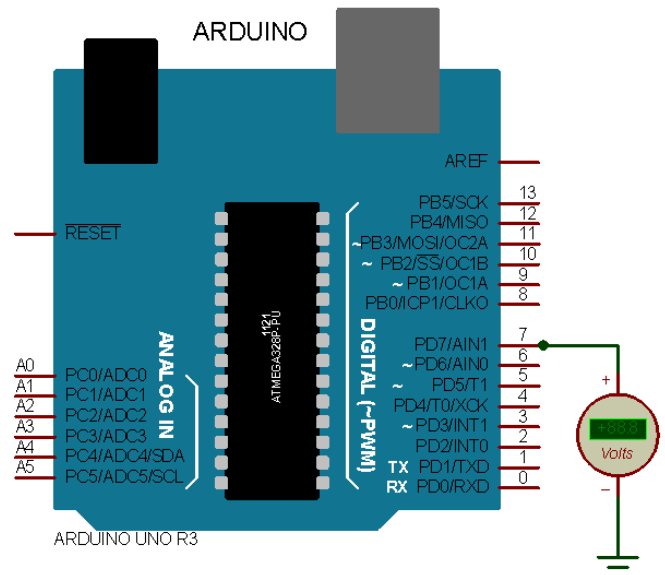 ARDUINO
AREF
PB5/SCK 13
PB4/MISO 12
~PB3/MOSI/OC2A 11
~ PB2/SS/OC1B 10
~PB1/OC1A 9
PB0/ICP1/CLKO 8
RESET
1121
ATMEGA328P-PU
DIGITAL (~PWM)
ANALOG IN
PD7/AIN1 7
~PD6/AIN0 6
~ PD5/T1 5
PD4/T0/XCK 4
~PD3/INT1 3
PD2/INT0 2
TX PD1/TXD 1
RX PD0/RXD 0
A0 PC0/ADC0
A1 PC1/ADC1
A2 PC2/ADC2
A3 PC3/ADC3
A4 PC4/ADC4/SDA
A5 PC5/ADC5/SCL
+
+88.8
Volts
−
ARDUINO UNO R3